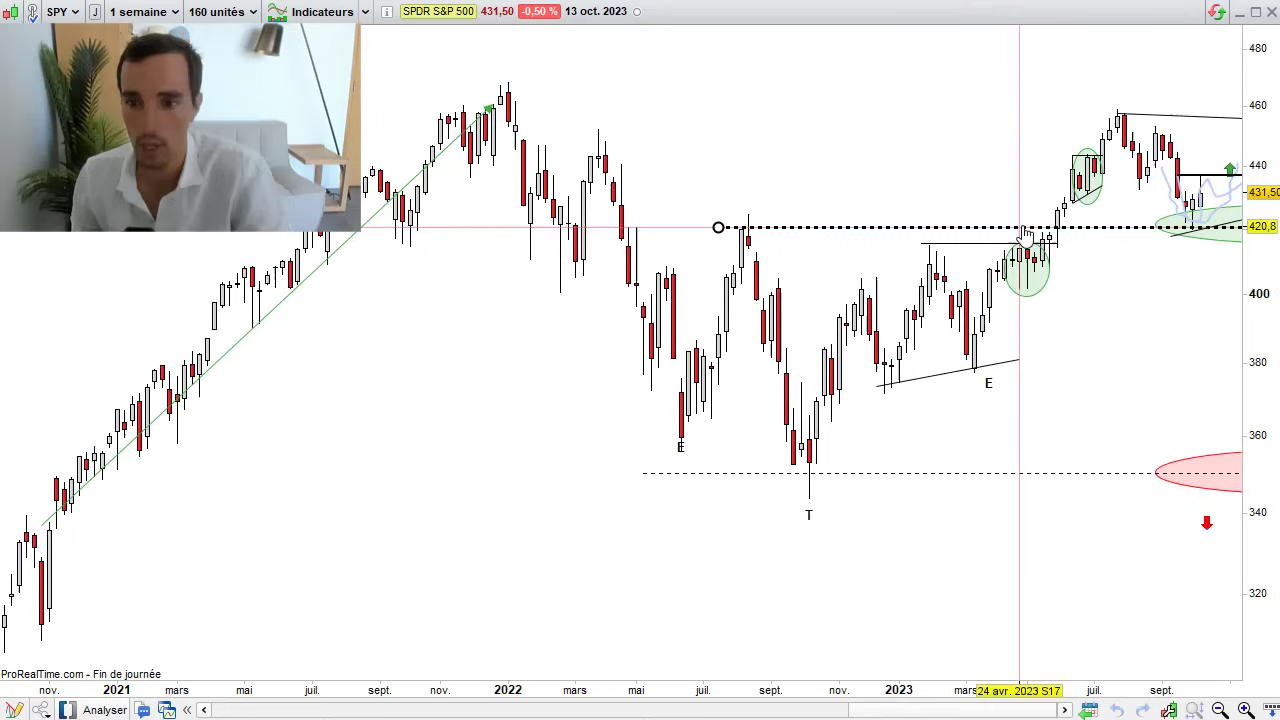 SPY J 1 semaine 160 unités Indicateurs i SPDR S&P 500 431,50 -0,50 % 13 oct. 2023
480
460
440
431,50
420,8
400
380
360
340
320
E
E
T
ProRealTime.com - Fin de journée
nov. 2021 mars mai juil. sept. nov. 2022 mars mai juil. sept. nov. 2023 mars 24 avr. 2023 S17 juil. sept.
Analyser